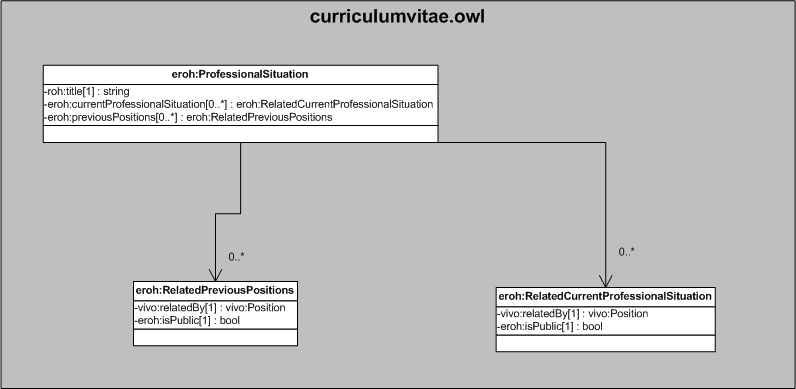 curriculumvitae.owl
eroh:ProfessionalSituation
-roh:title[1] : string
-eroh:currentProfessionalSituation[0..*] : eroh:RelatedCurrentProfessionalSituation
-eroh:previousPositions[0..*] : eroh:RelatedPreviousPositions
0..*
0..*
eroh:RelatedPreviousPositions
-vivo:relatedBy[1] : vivo:Position
-eroh:isPublic[1] : bool
eroh:RelatedCurrentProfessionalSituation
-vivo:relatedBy[1] : vivo:Position
-eroh:isPublic[1] : bool